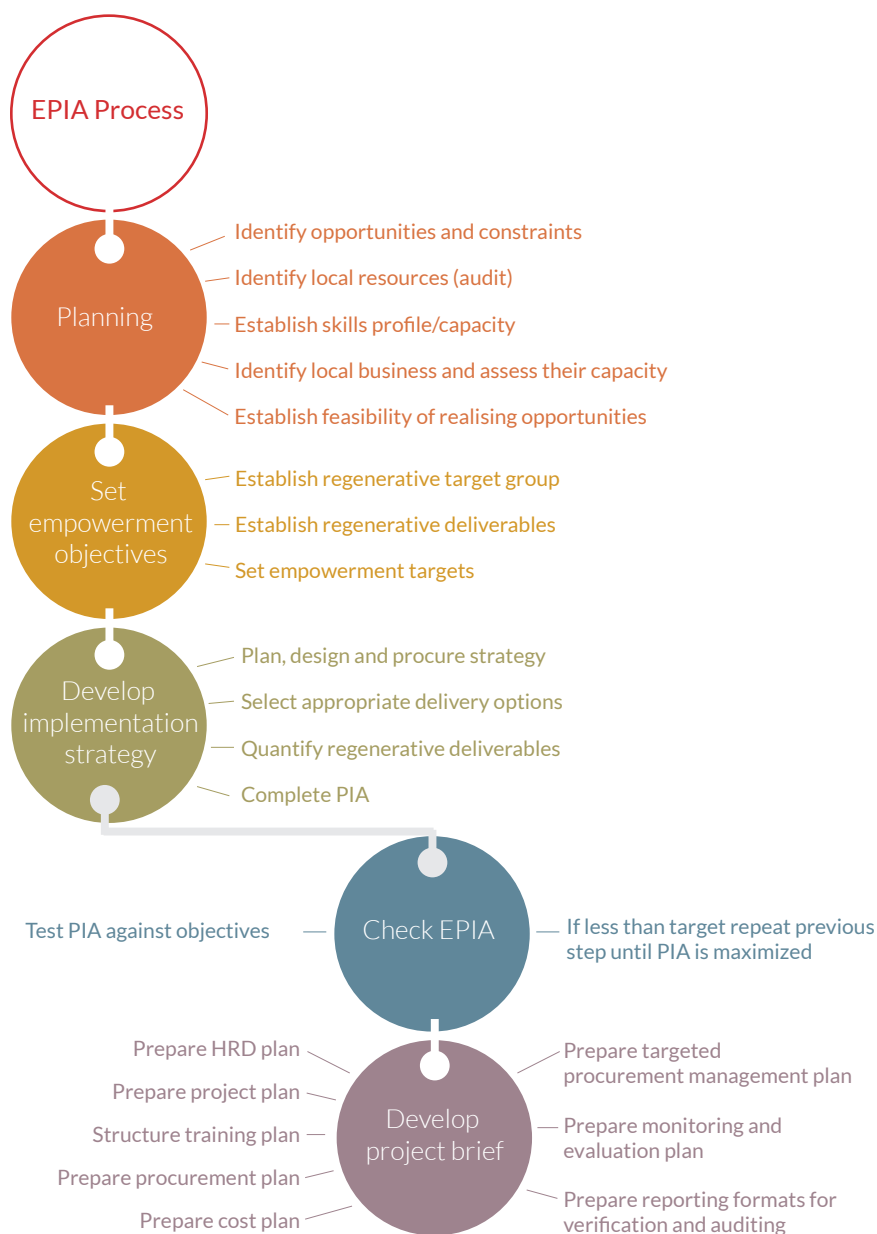 EPIA Process
Planning
Identify opportunities and constraints
Identify local resources (audit)
Establish skills profile/capacity
Identify local business and assess their capacity
Establish feasibility of realising opportunities
Set
empowerment
objectives
Establish regenerative target group
Establish regenerative deliverables
Set empowerment targets
Develop
implementation
strategy
Plan, design and procure strategy
Select appropriate delivery options
Quantify regenerative deliverables
Complete PIA
Test PIA against objectives
Check EPIA
If less than target repeat previous
step until PIA is maximized
Prepare HRD plan
Prepare project plan
Structure training plan
Prepare procurement plan
Prepare cost plan
Develop
project brief
Prepare targeted
procurement management plan
Prepare monitoring and
evaluation plan
Prepare reporting formats for
verification and auditing